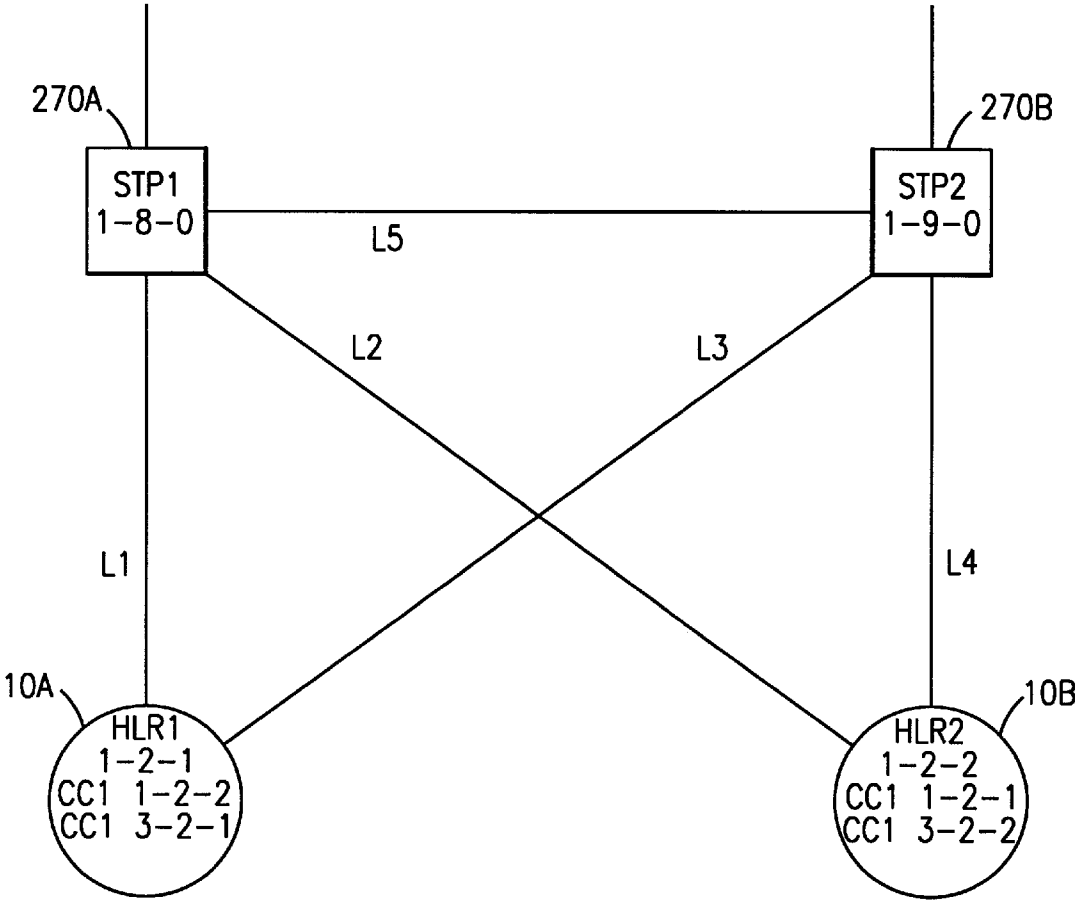 270A
270B
STP1
1-8-0
STP2
1-9-0
L5
L2
L3
L1
L4
10A
10B
HLR1
1-2-1
CC1 1-2-2
CC1 3-2-1
HLR2
1-2-2
CC1 1-2-1
CC1 3-2-2